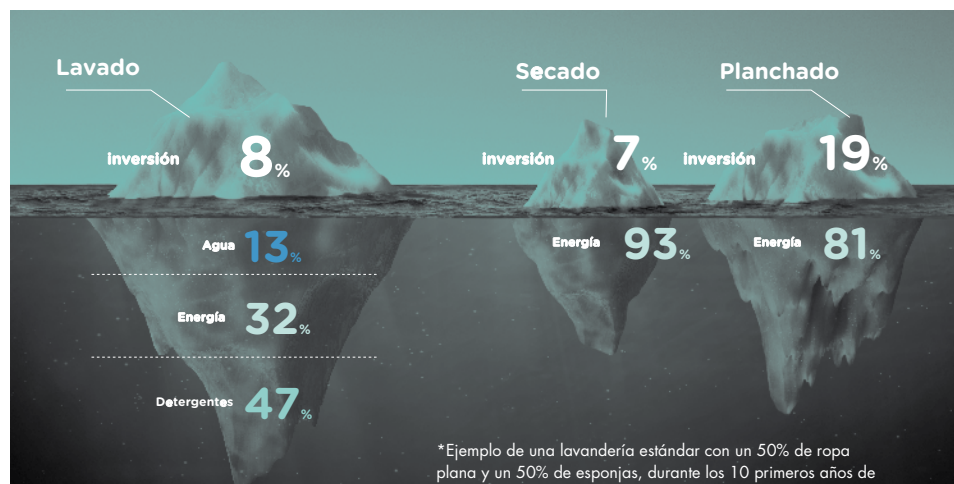 Lavado
Secado
Planchado
inversión 8%
inversión 7%
inversión 19%
Agua 13%
Energía 93%
Energía 81%
Energía 32%
Detergentes 47%
*Ejemplo de una lavandería estándar con un 50% de ropa
plana y un 50% de esponjas, durante los 10 primeros años de